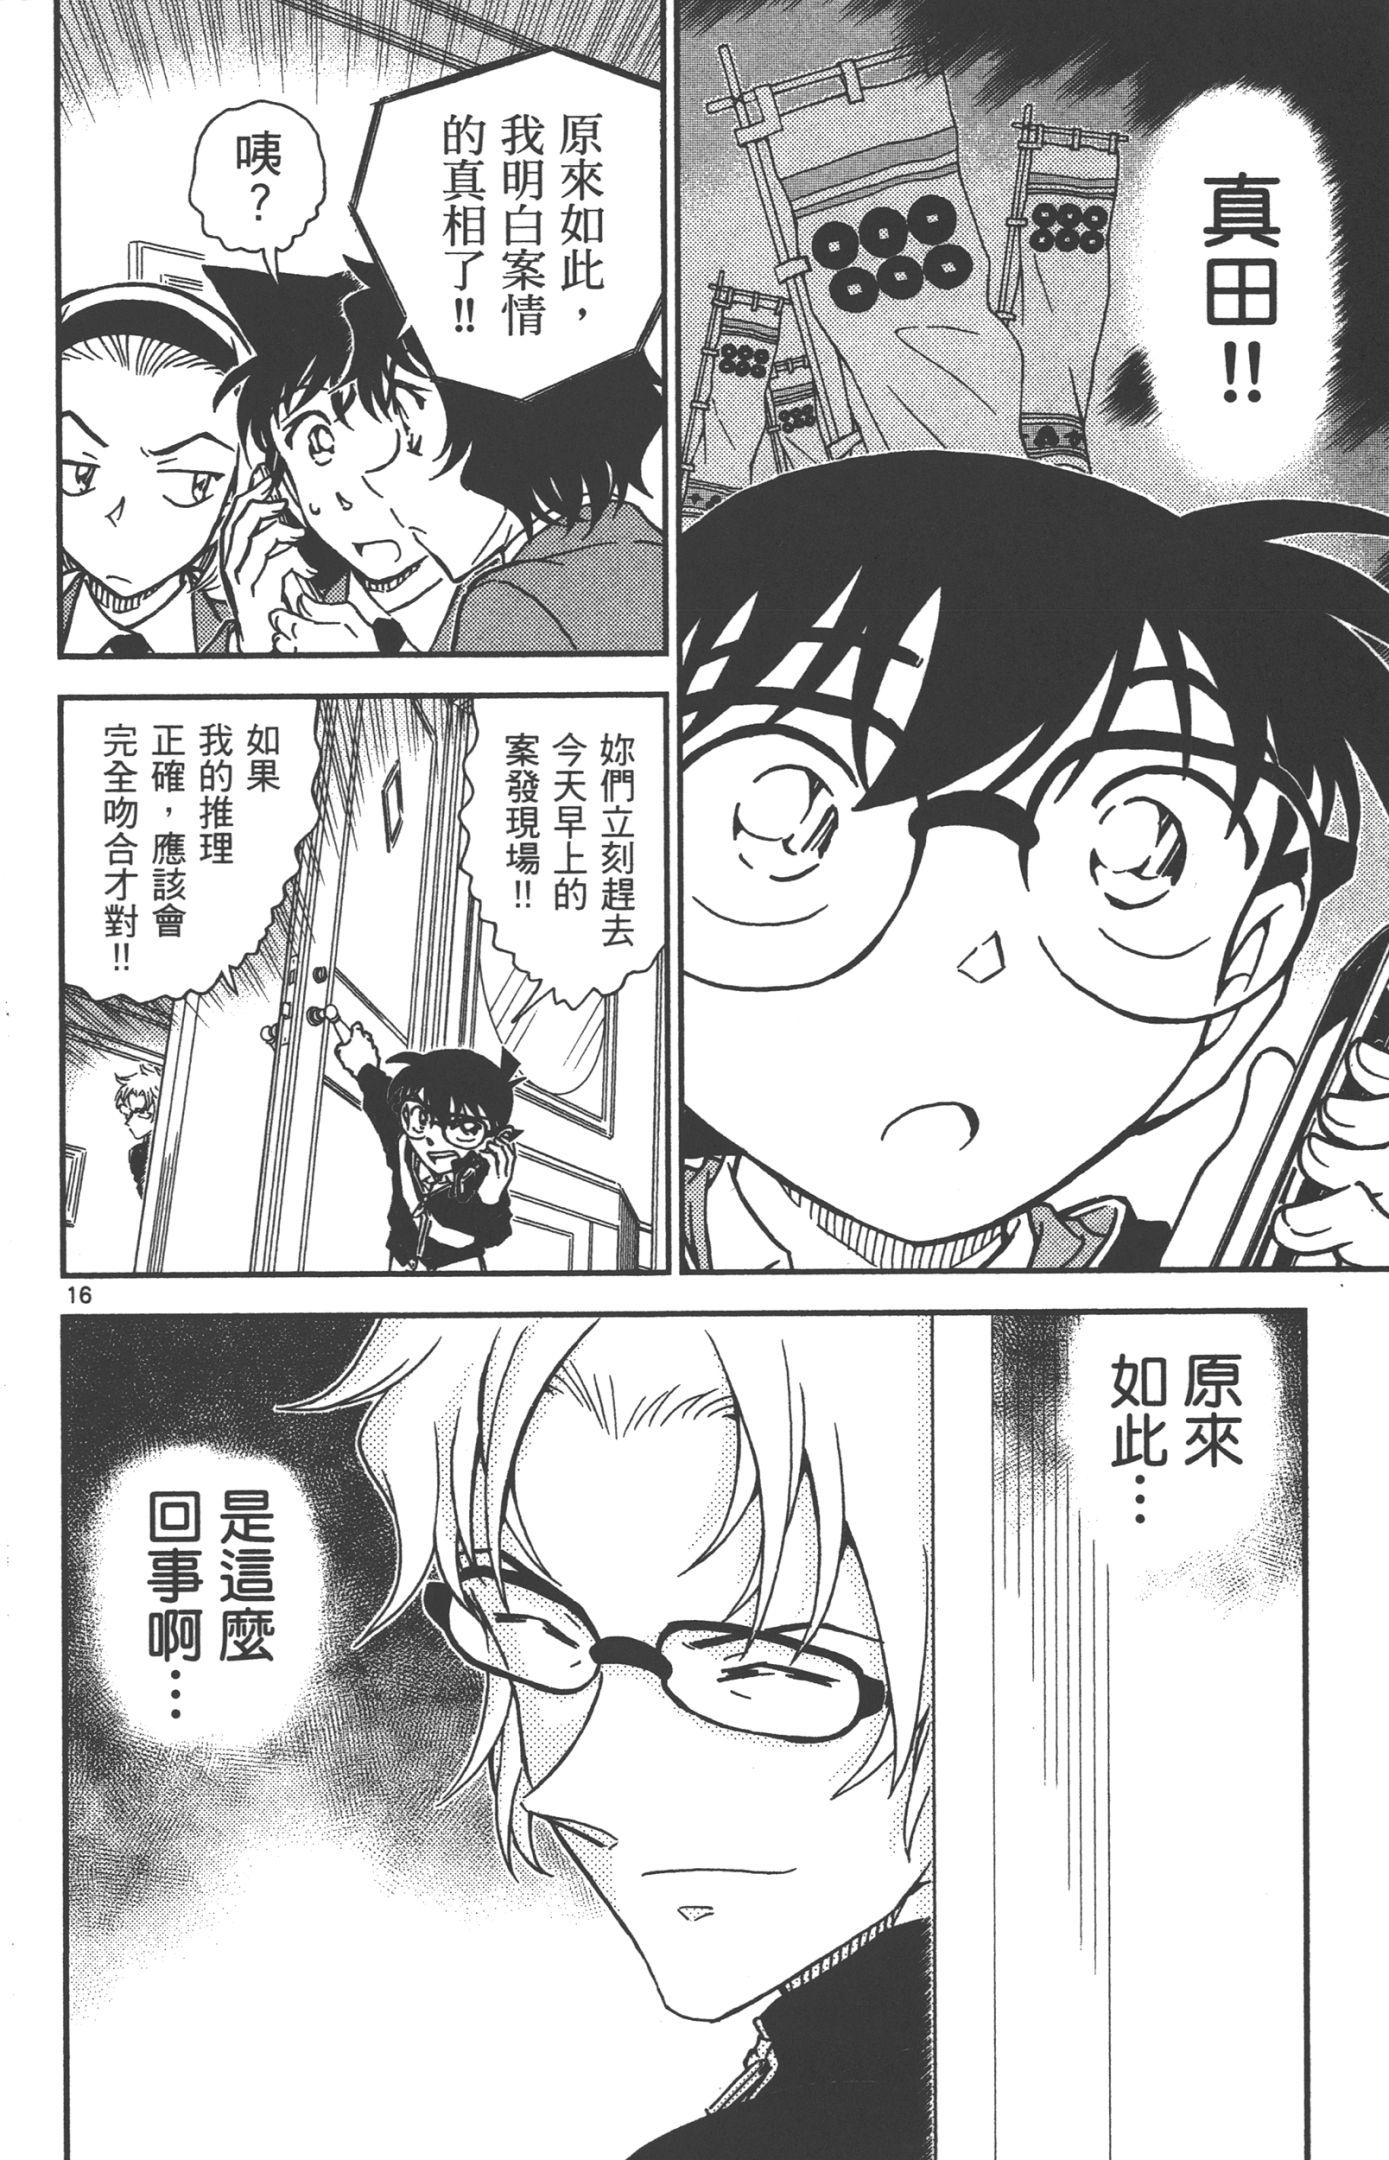 真田!!
原來如此，
我明白案情
的真相了!!
咦？
妳們立刻趕去
今天早上的
案發現場!!
如果
我的推理
正確，應該會
完全吻合才對!!
16
原來
如此…
是這麼
回事啊…